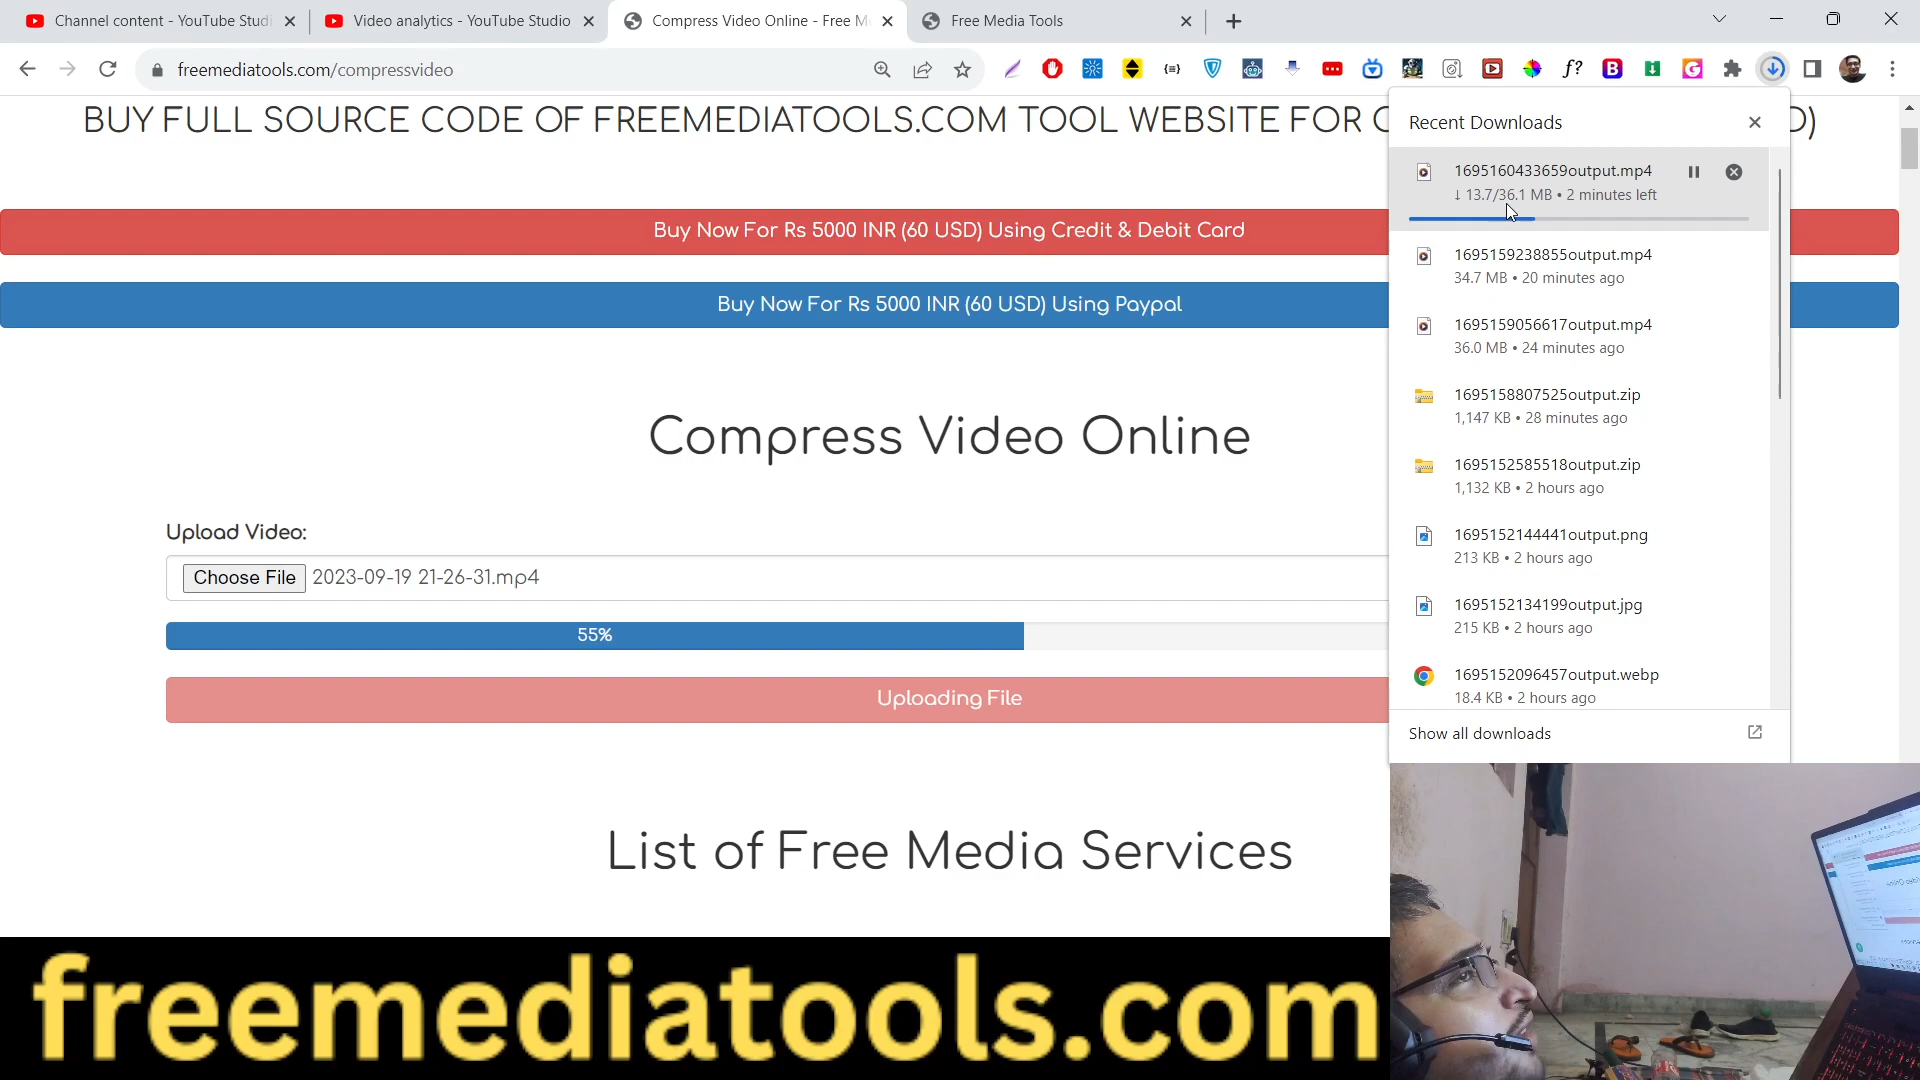 Channel content - YouTube Studi
Video analytics - YouTube Studio
Compress Video Online - Free M
Free Media Tools
freemediatools.com/compressvideo
BUY FULL SOURCE CODE OF FREEMEDIATOOLS.COM TOOL WEBSITE FOR
Buy Now For Rs 5000 INR (60 USD) Using Credit & Debit Card
Buy Now For Rs 5000 INR (60 USD) Using Paypal
Compress Video Online
Upload Video:
Choose File 2023-09-19 21-26-31.mp4
55%
Uploading File
List of Free Media Services
Recent Downloads
1695160433659output.mp4
↓ 13.7/36.1 MB • 2 minutes left
1695159238855output.mp4
34.7 MB • 20 minutes ago
1695159056617output.mp4
36.0 MB • 24 minutes ago
1695158807525output.zip
1,147 KB • 28 minutes ago
1695152585518output.zip
1,132 KB • 2 hours ago
1695152144441output.png
213 KB • 2 hours ago
1695152134199output.jpg
215 KB • 2 hours ago
1695152096457output.webp
18.4 KB • 2 hours ago
Show all downloads
freemediatools.com